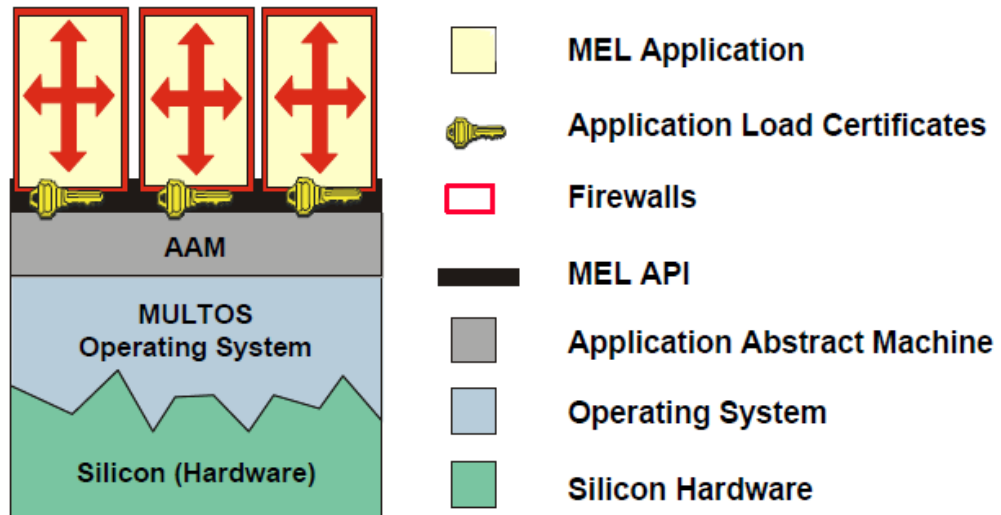 AAM
MULTOS
Operating System
Silicon (Hardware)
MEL Application
Application Load Certificates
Firewalls
MEL API
Application Abstract Machine
Operating System
Silicon Hardware